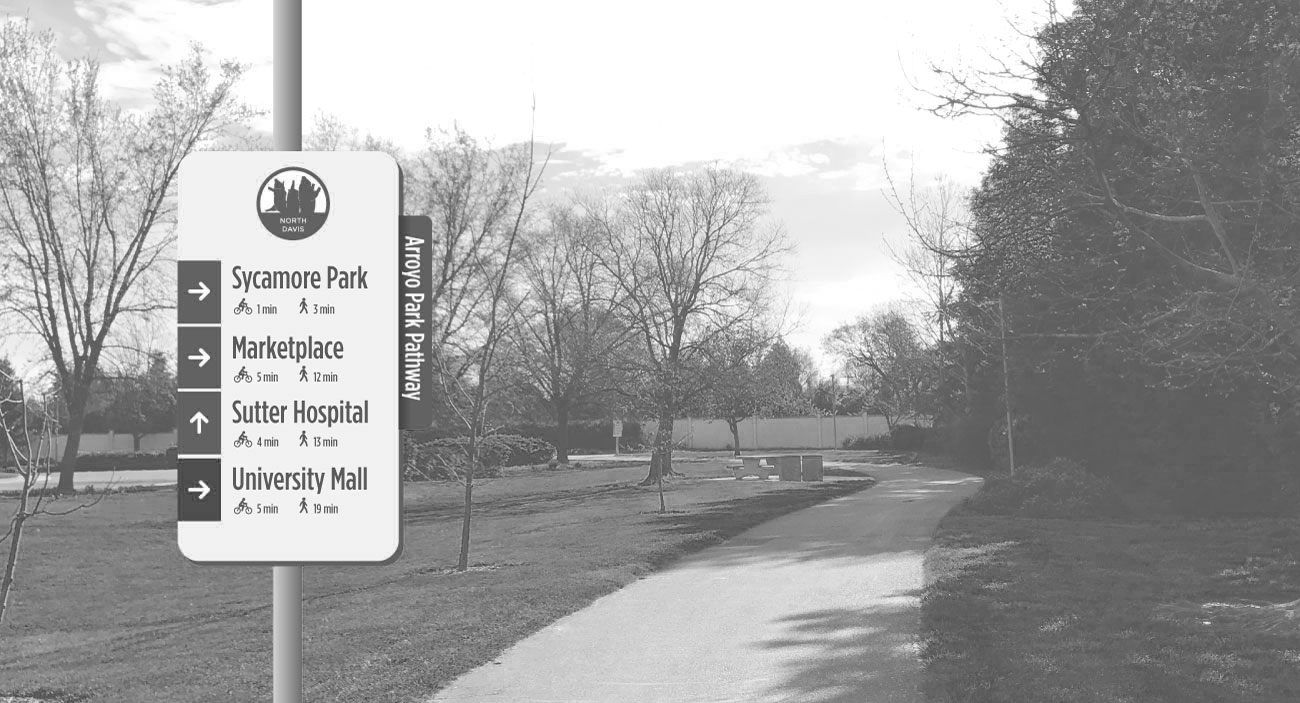 NORTH
DAVIS
Sycamore Park
1 min 3 min
Marketplace
5 min 12 min
Sutter Hospital
4 min 13 min
University Mall
5 min 19 min
Arroyo Park Pathway